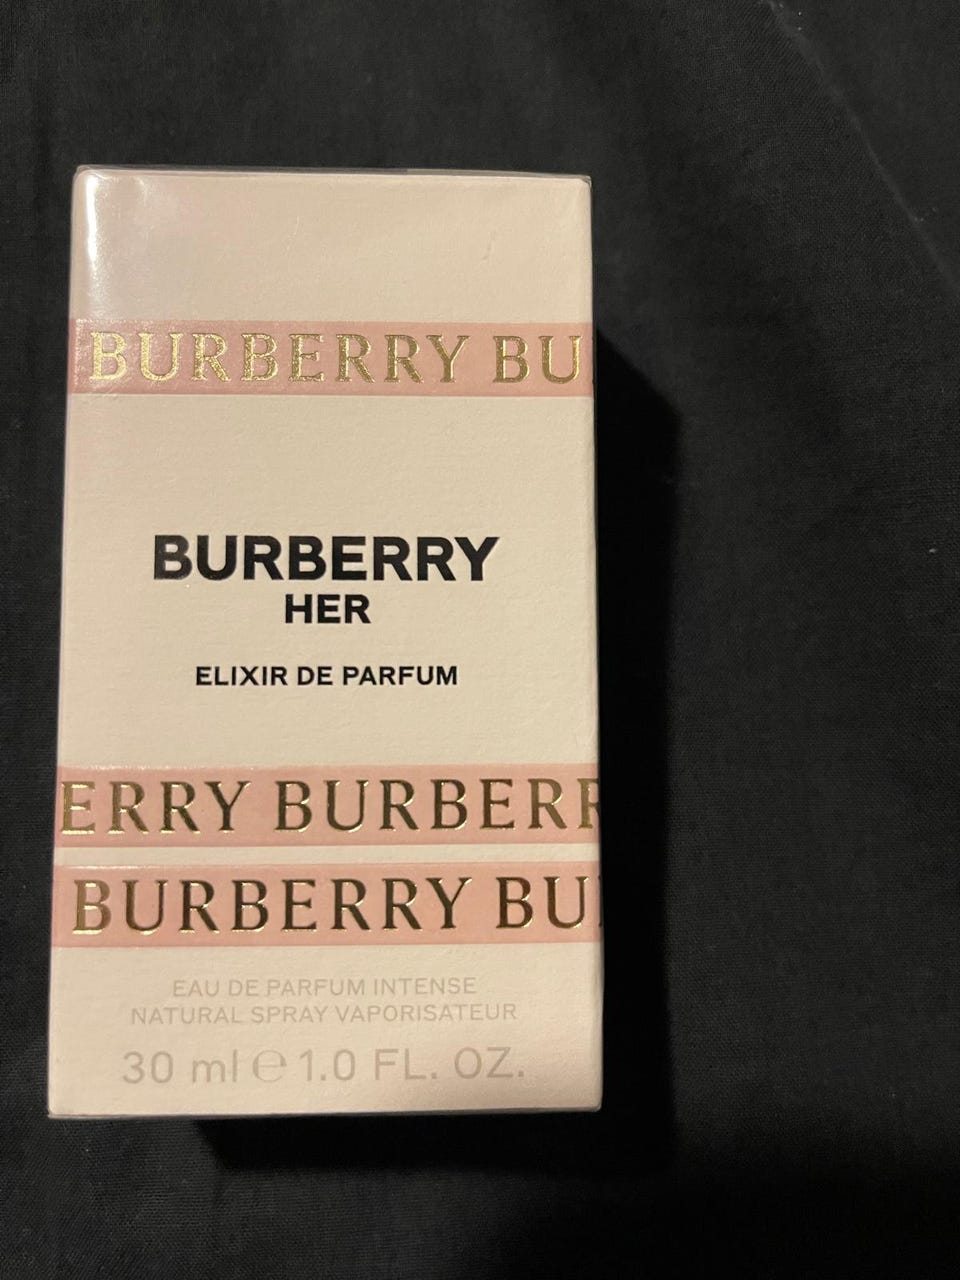 BURBERRY BU
BURBERRY
HER
ELIXIR DE PARFUM
ERRY BURBERR
BURBERRY BU
EAU DE PARFUM INTENSE
NATURAL SPRAY VAPORISATEUR
30 ml ℮ 1.0 FL. OZ.